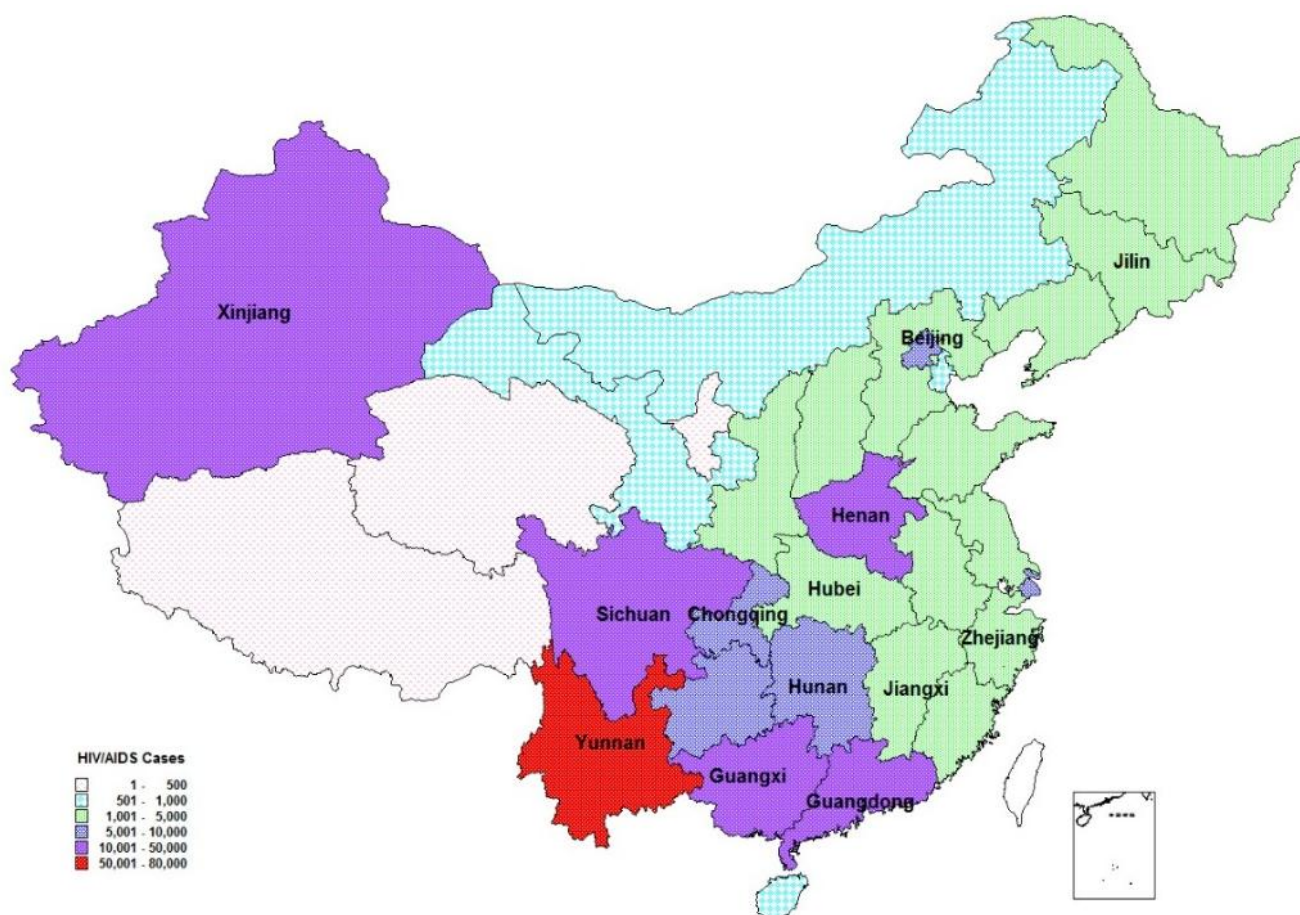 Jilin
Xinjiang
Beijing
Henan
Hubei
Sichuan
Chongqing
Zhejiang
Hunan
Jiangxi
Yunnan
Guangxi
Guangdong
HIV/AIDS Cases
1 - 500
501 - 1,000
1,001 - 5,000
5,001 - 10,000
10,001 - 50,000
50,001 - 80,000